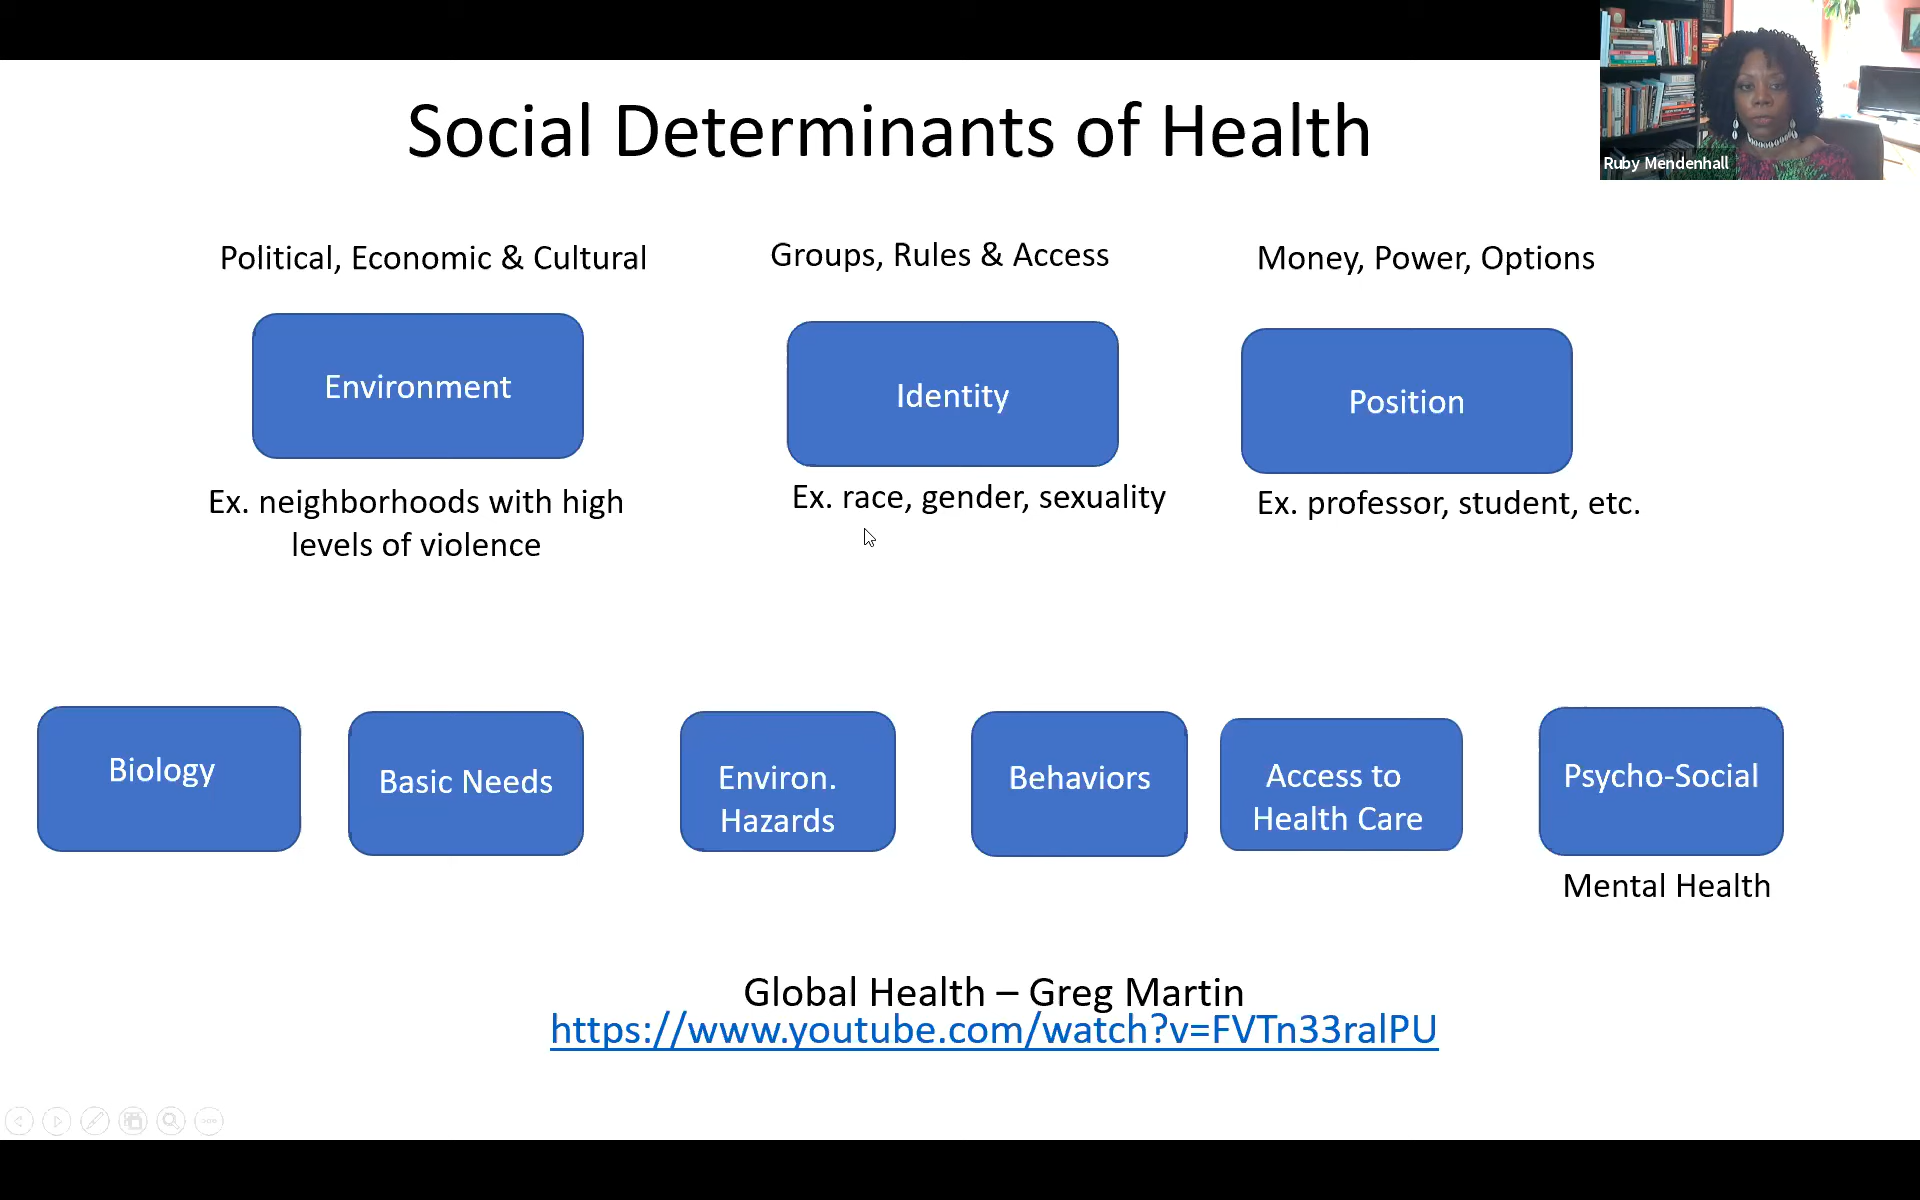 Social Determinants of Health
Ruby Mendenhall
Political, Economic & Cultural
Groups, Rules & Access
Money, Power, Options
Environment
Identity
Position
Ex. neighborhoods with high
levels of violence
Ex. race, gender, sexuality
Ex. professor, student, etc.
Biology
Basic Needs
Environ.
Hazards
Behaviors
Access to
Health Care
Psycho-Social
Mental Health
Global Health – Greg Martin
https://www.youtube.com/watch?v=FVTn33ralPU